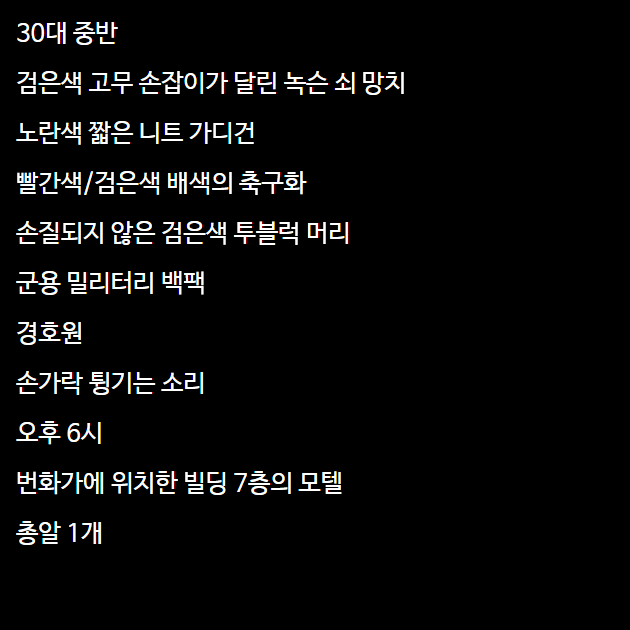 30대 중반
검은색 고무 손잡이가 달린 녹슨 쇠 망치
노란색 짧은 니트 가디건
빨간색/검은색 배색의 축구화
손질되지 않은 검은색 투블럭 머리
군용 밀리터리 백팩
경호원
손가락 튕기는 소리
오후 6시
번화가에 위치한 빌딩 7층의 모텔
총알 1개